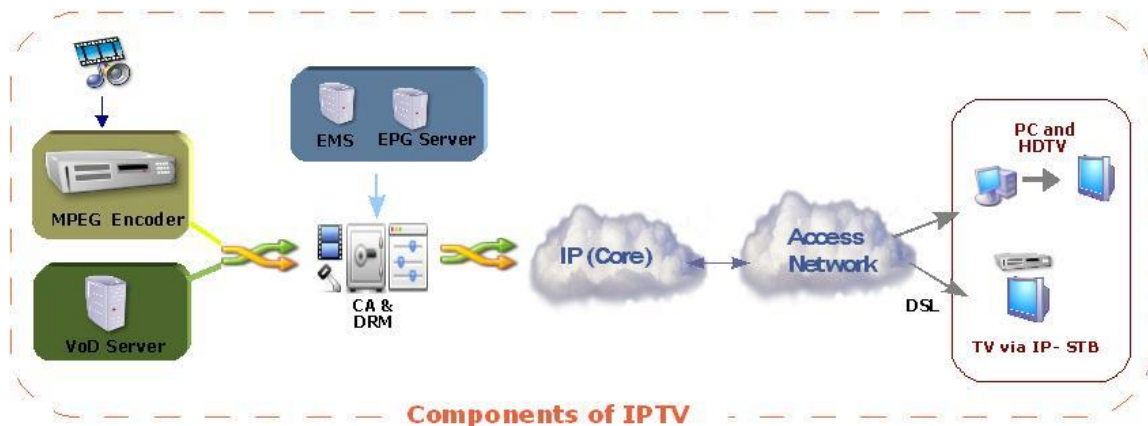 EMS
EPG Server
MPEG Encoder
VoD Server
CA &
DRM
IP (Core)
Access
Network
DSL
PC and
HDTV
TV via IP- STB
Components of IPTV